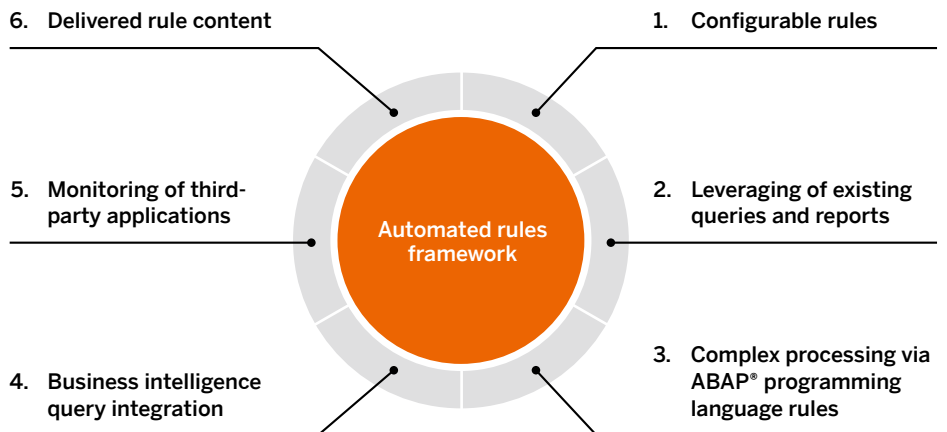 6. Delivered rule content
1. Configurable rules
5. Monitoring of third-
party applications
2. Leveraging of existing
queries and reports
Automated rules
framework
4. Business intelligence
query integration
3. Complex processing via
ABAP® programming
language rules